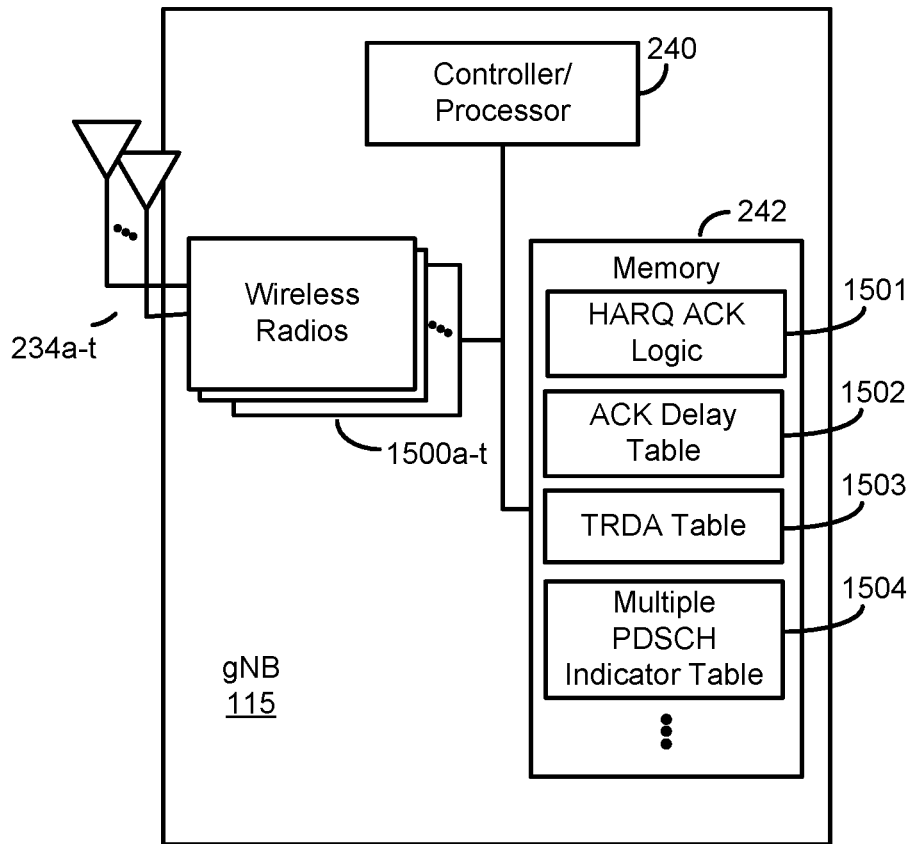 240
Controller/
Processor
242
Memory
Wireless
Radios
HARQ ACK
Logic
1501
234a-t
ACK Delay
Table
1502
1500a-t
TRDA Table
1503
Multiple
PDSCH
Indicator Table
1504
gNB
115